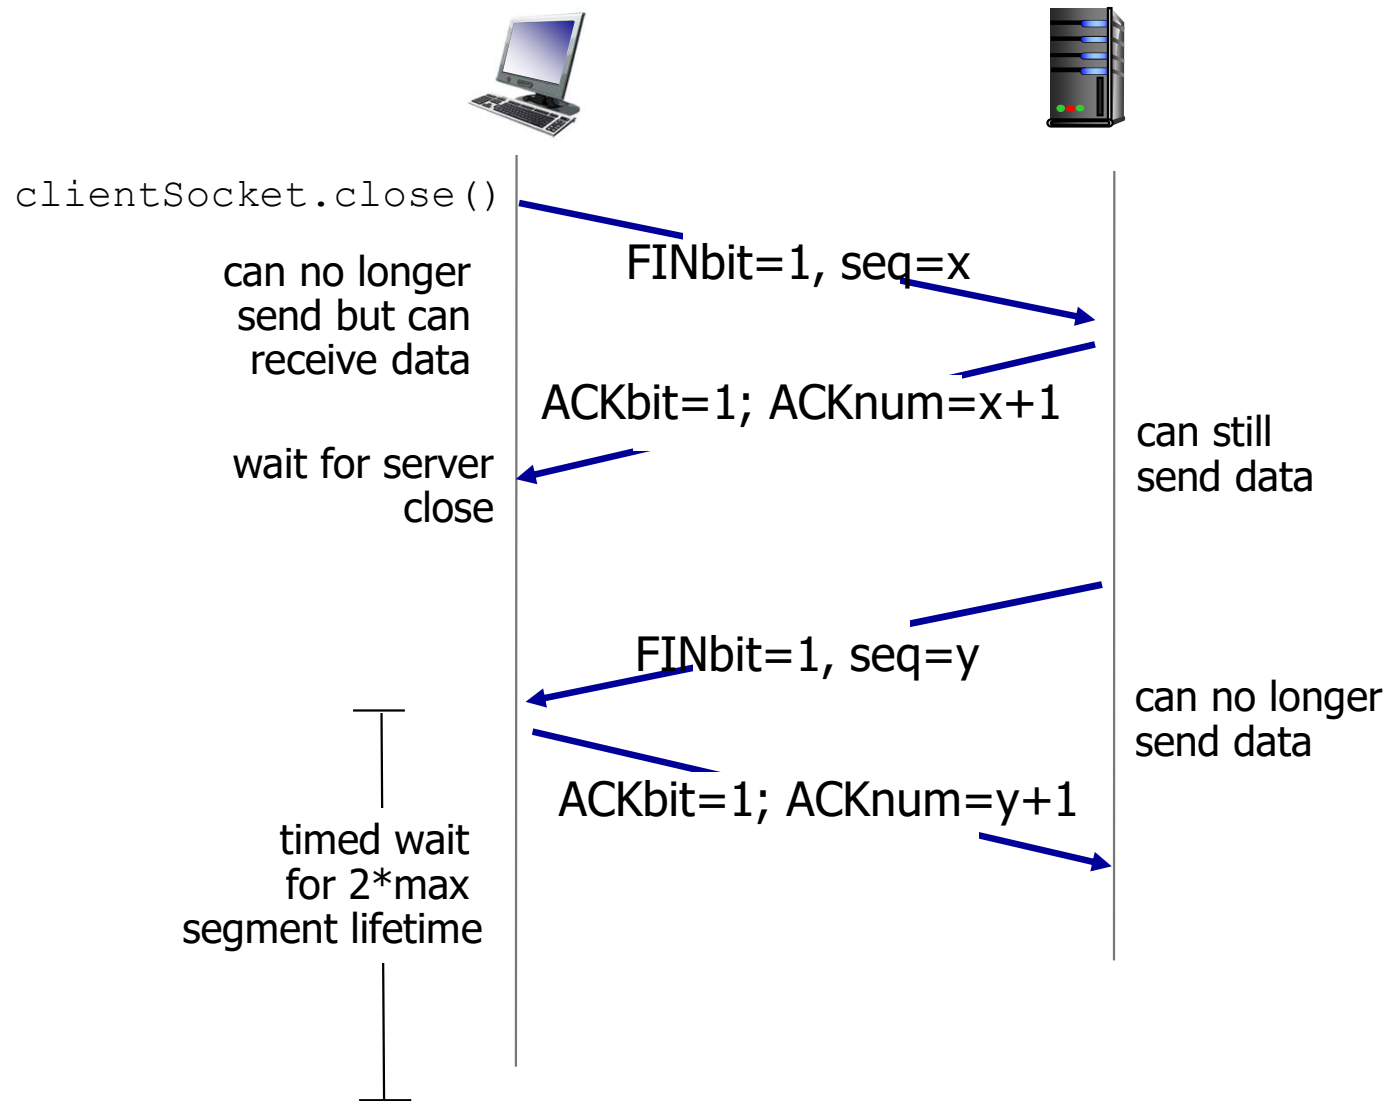 clientSocket.close()
FINbit=1, seq=x
can no longer
send but can
receive data
ACKbit=1; ACKnum=x+1
can still
send data
wait for server
close
FINbit=1, seq=y
can no longer
send data
ACKbit=1; ACKnum=y+1
timed wait
for 2*max
segment lifetime